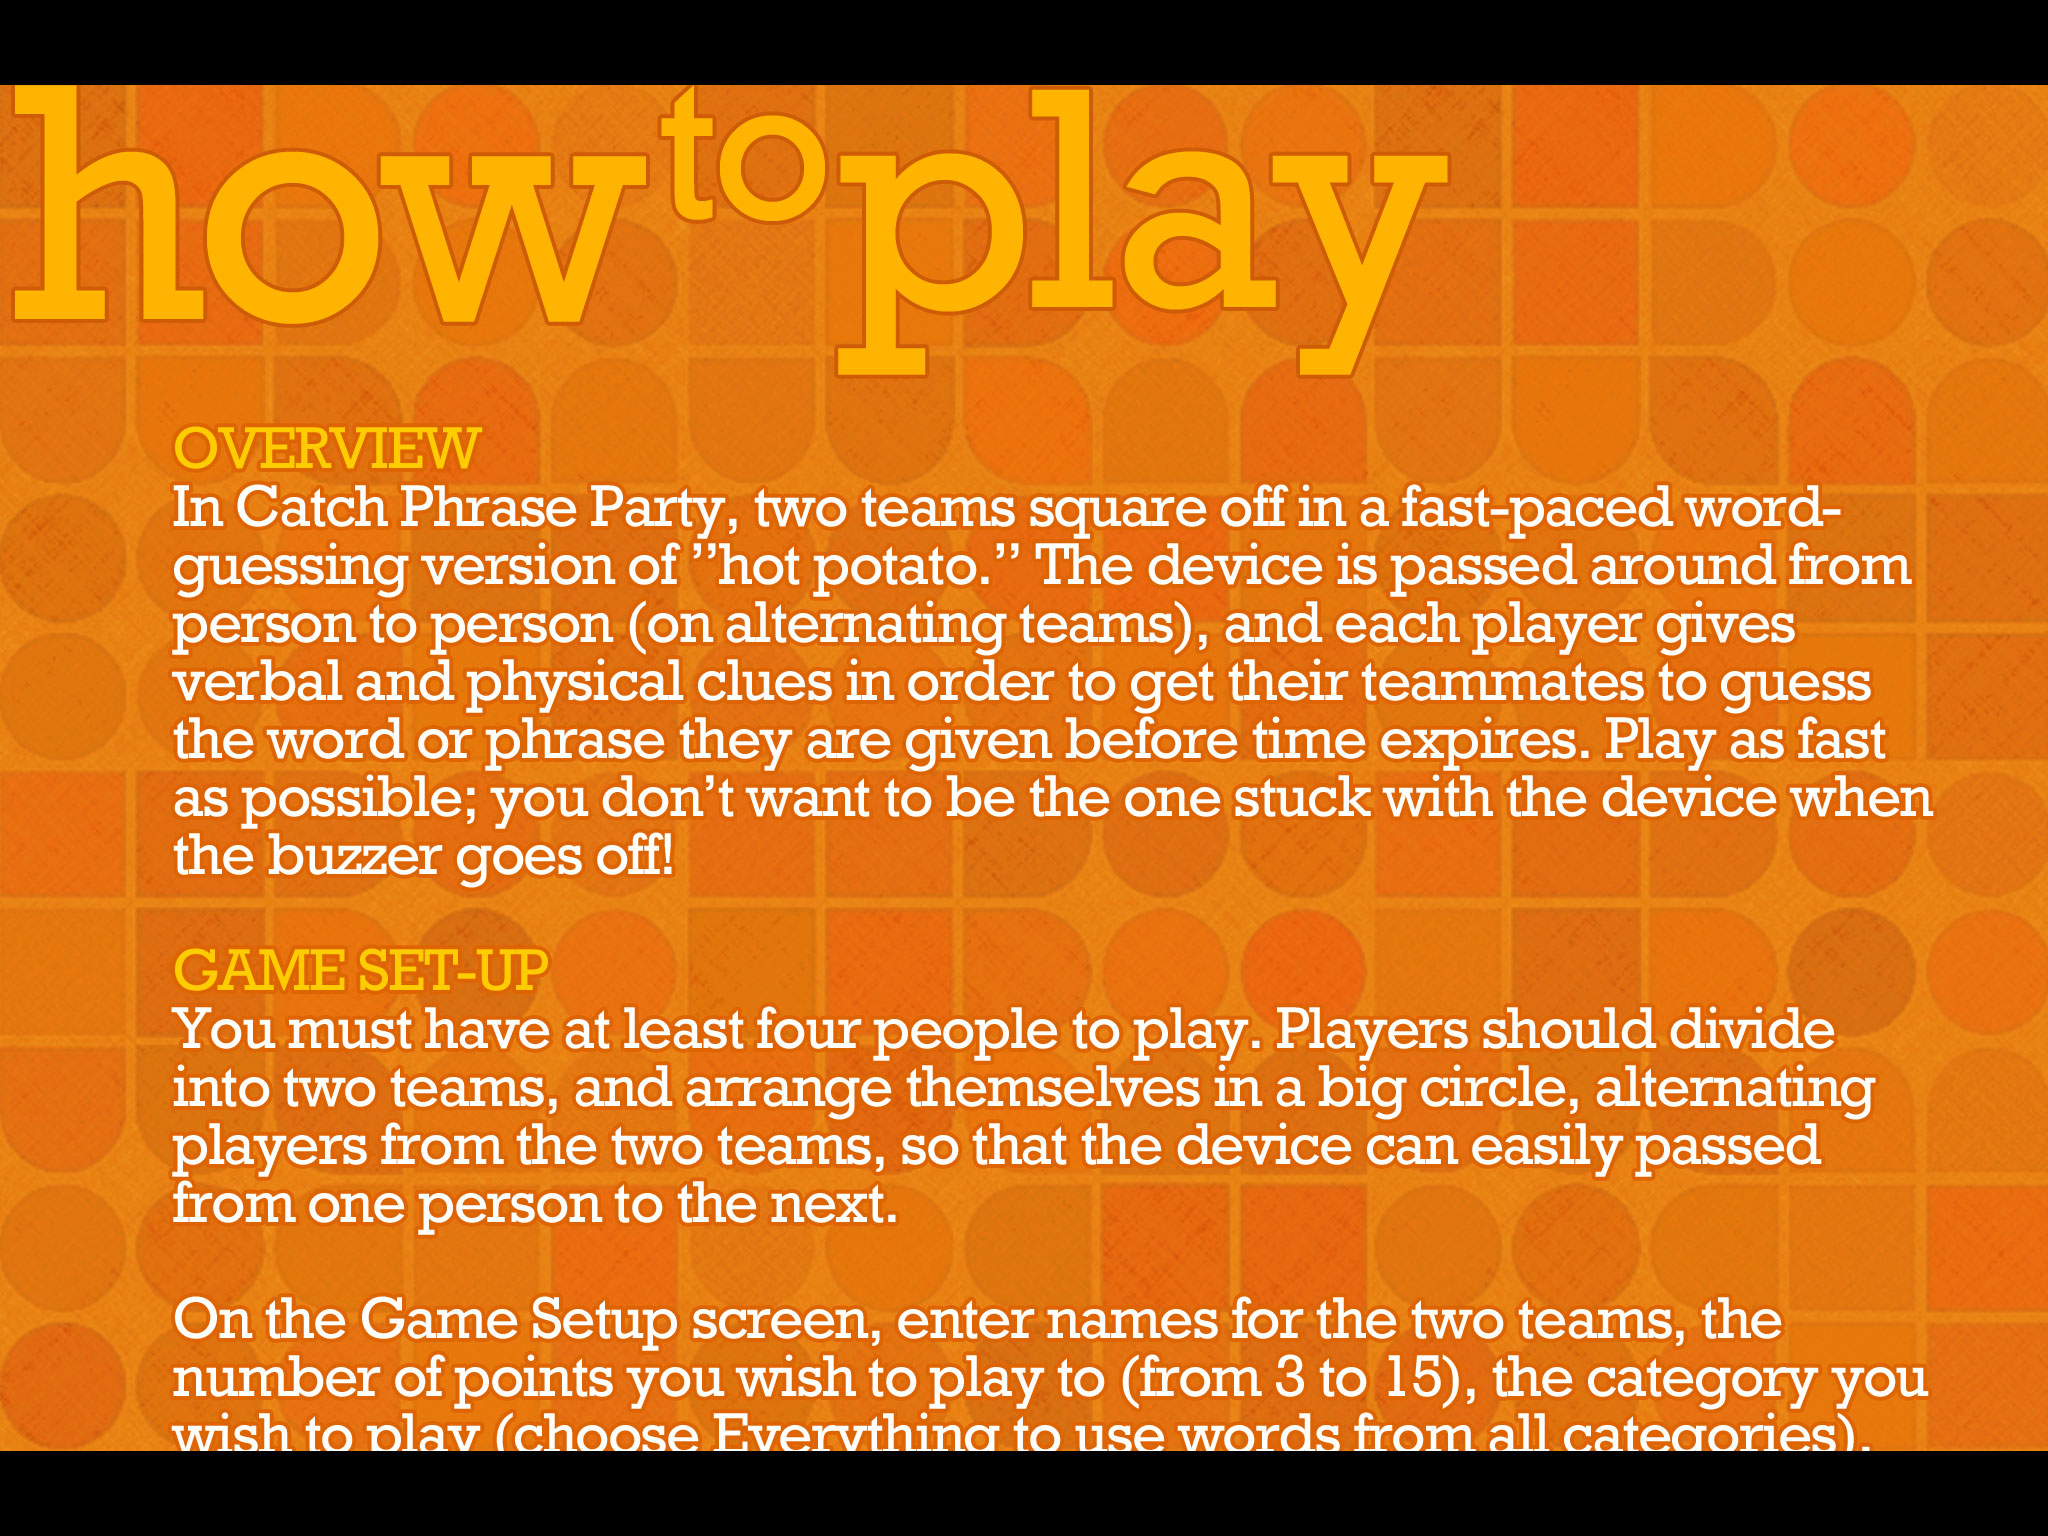 how to play
OVERVIEW
In Catch Phrase Party, two teams square off in a fast-paced word-
guessing version of ”hot potato.” The device is passed around from
person to person (on alternating teams), and each player gives
verbal and physical clues in order to get their teammates to guess
the word or phrase they are given before time expires. Play as fast
as possible; you don’t want to be the one stuck with the device when
the buzzer goes off!
GAME SET-UP
You must have at least four people to play. Players should divide
into two teams, and arrange themselves in a big circle, alternating
players from the two teams, so that the device can easily passed
from one person to the next.
On the Game Setup screen, enter names for the two teams, the
number of points you wish to play to (from 3 to 15), the category you
wish to play (choose Everything to use words from all categories),